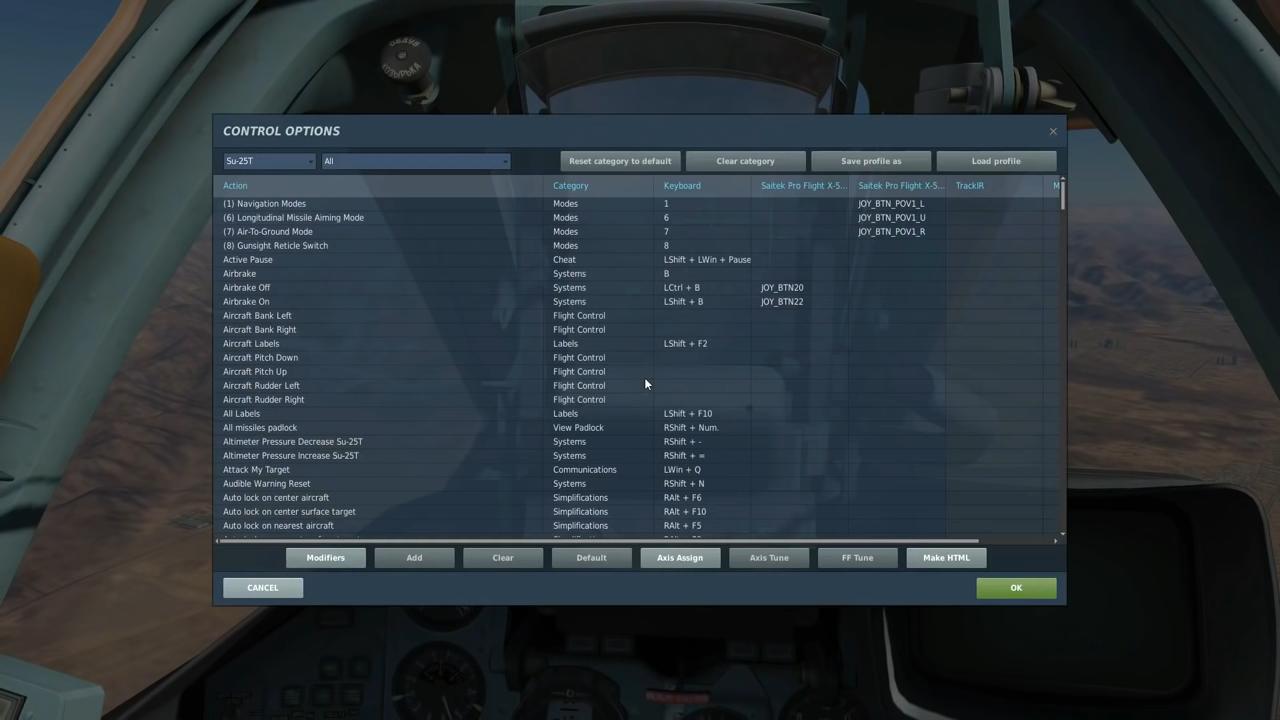 ОБДУВ
КОЗЫРЬКА
CONTROL OPTIONS
Su-25T All Reset category to default Clear category Save profile as Load profile
Action Category Keyboard Saitek Pro Flight X-5... Saitek Pro Flight X-5... TrackIR M
(1) Navigation Modes Modes 1 JOY_BTN_POV1_L
(6) Longitudinal Missile Aiming Mode Modes 6 JOY_BTN_POV1_U
(7) Air-To-Ground Mode Modes 7 JOY_BTN_POV1_R
(8) Gunsight Reticle Switch Modes 8
Active Pause Cheat LShift + LWin + Pause
Airbrake Systems B
Airbrake Off Systems LCtrl + B JOY_BTN20
Airbrake On Systems LShift + B JOY_BTN22
Aircraft Bank Left Flight Control
Aircraft Bank Right Flight Control
Aircraft Labels Labels LShift + F2
Aircraft Pitch Down Flight Control
Aircraft Pitch Up Flight Control
Aircraft Rudder Left Flight Control
Aircraft Rudder Right Flight Control
All Labels Labels LShift + F10
All missiles padlock View Padlock RShift + Num.
Altimeter Pressure Decrease Su-25T Systems RShift + -
Altimeter Pressure Increase Su-25T Systems RShift + =
Attack My Target Communications LWin + Q
Audible Warning Reset Systems RShift + N
Auto lock on center aircraft Simplifications RAlt + F6
Auto lock on center surface target Simplifications RAlt + F10
Auto lock on nearest aircraft Simplifications RAlt + F5
Modifiers Add Clear Default Axis Assign Axis Tune FF Tune Make HTML
CANCEL OK